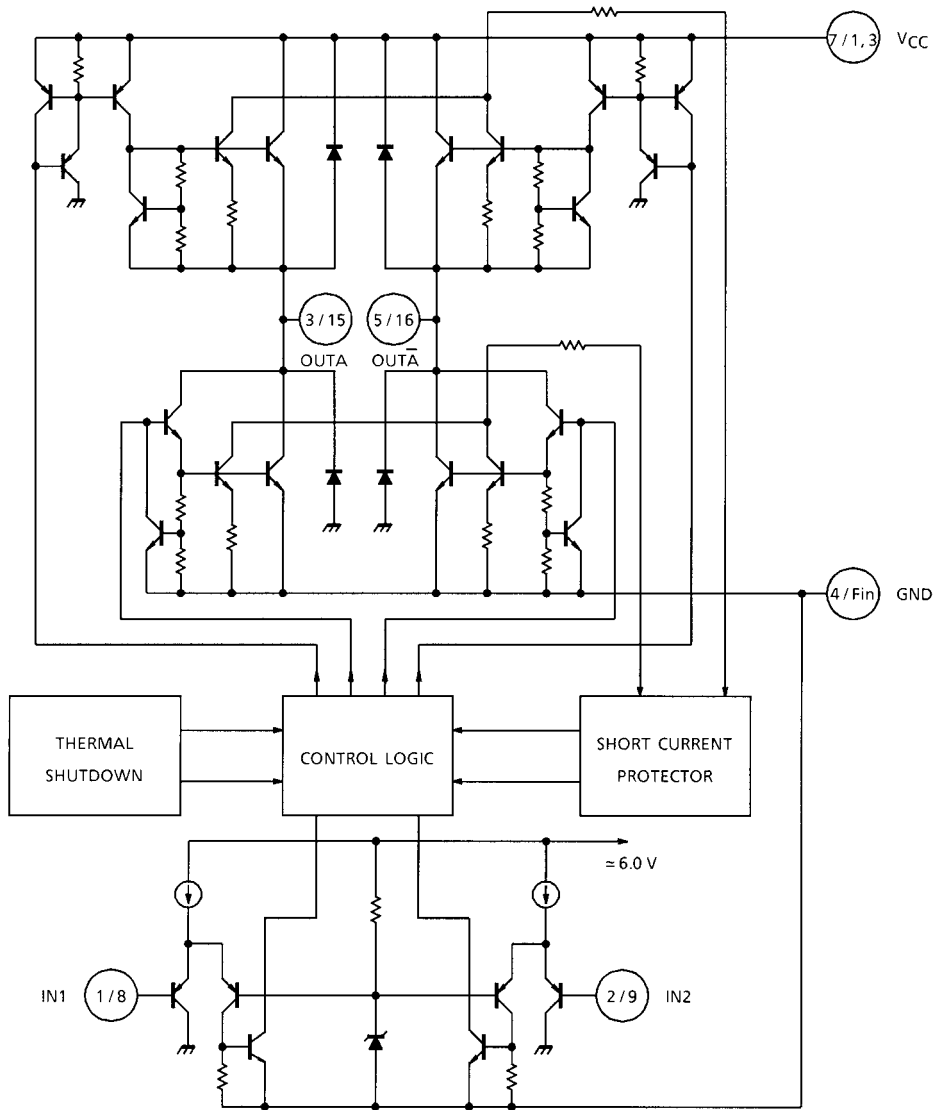 7/1, 3 VCC
3/15 5/16
OUTA OUTA̅
4/Fin GND
THERMAL
SHUTDOWN
CONTROL LOGIC
SHORT CURRENT
PROTECTOR
≃6.0 V
IN1 1/8
2/9 IN2